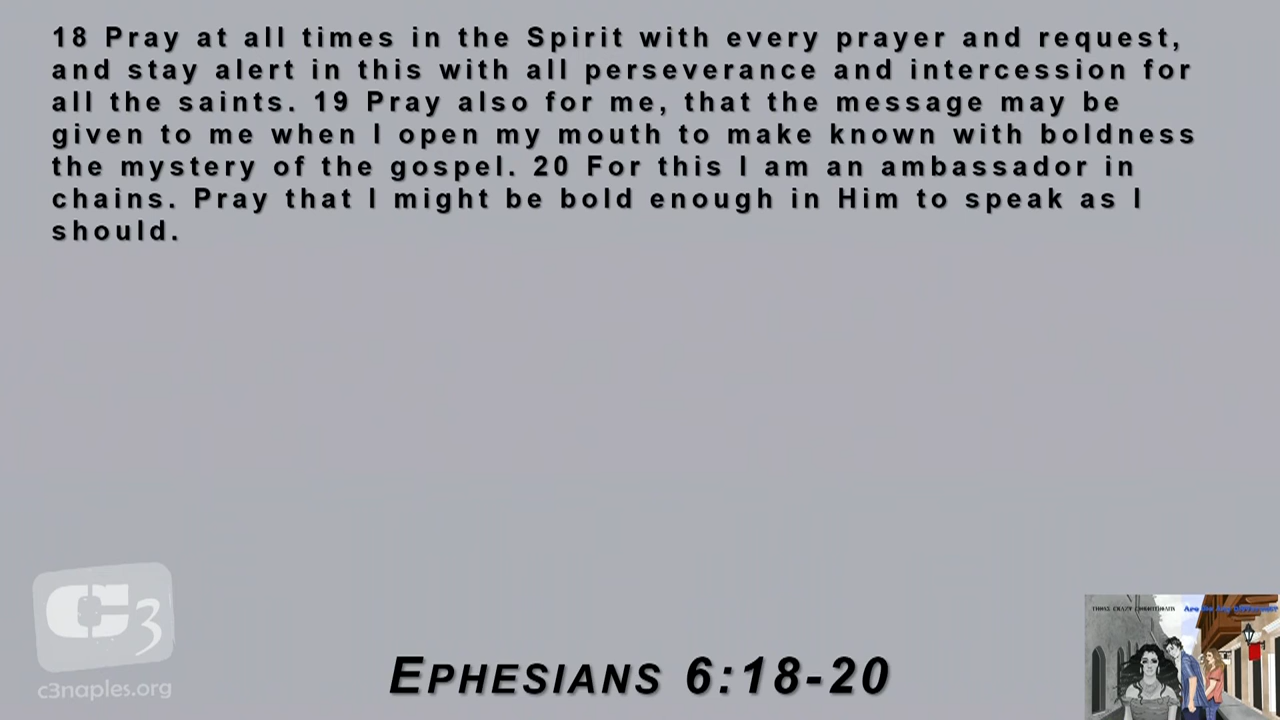 18 Pray at all times in the Spirit with every prayer and request,
and stay alert in this with all perseverance and intercession for
all the saints. 19 Pray also for me, that the message may be
given to me when I open my mouth to make known with boldness
the mystery of the gospel. 20 For this I am an ambassador in
chains. Pray that I might be bold enough in Him to speak as I
should.
C3
c3naples.org
EPHESIANS 6:18-20
THOSE CRAZY CORINTHIANS
Are